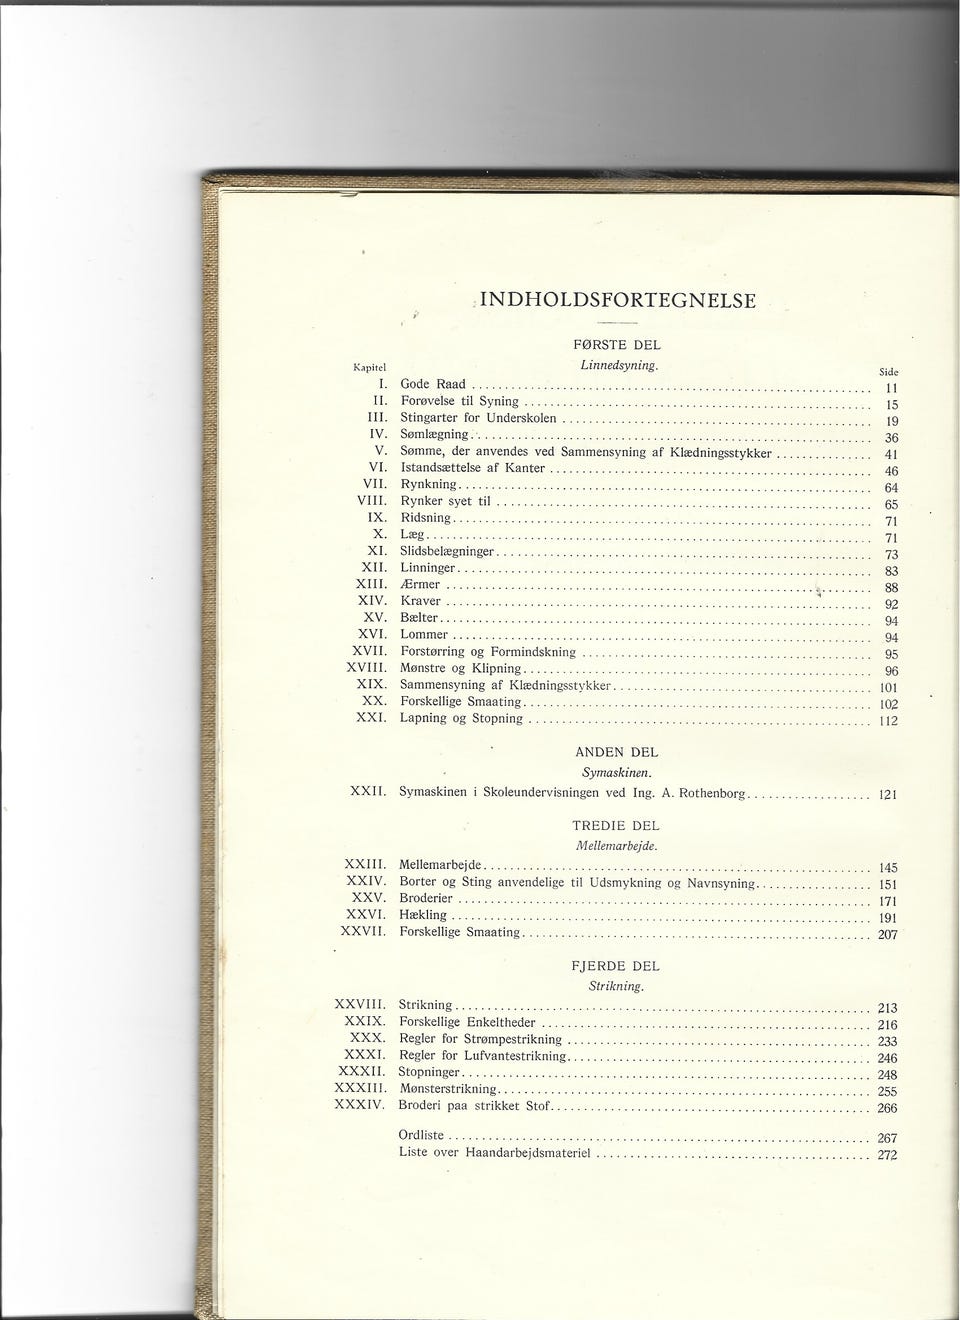 INDHOLDSFORTEGNELSE
FØRSTE DEL
Linnedsyning.
Kapitel Side
I. Gode Raad 11
II. Forøvelse til Syning 15
III. Stingarter for Underskolen 19
IV. Sømlægning 36
V. Sømme, der anvendes ved Sammensyning af Klædningsstykker 41
VI. Istandsættelse af Kanter 46
VII. Rynkning 64
VIII. Rynker syet til 65
IX. Ridsning 71
X. Læg 71
XI. Slidsbelægninger 73
XII. Linninger 83
XIII. Ærmer 88
XIV. Kraver 92
XV. Bælter 94
XVI. Lommer 94
XVII. Forstørring og Formindskning 95
XVIII. Mønstre og Klipning 96
XIX. Sammensyning af Klædningsstykker 101
XX. Forskellige Smaating 102
XXI. Lapning og Stopning 112
ANDEN DEL
Symaskinen.
XXII. Symaskinen i Skoleundervisningen ved Ing. A. Rothenborg 121
TREDIE DEL
Mellemarbejde.
XXIII. Mellemarbejde 145
XXIV. Borter og Sting anvendelige til Udsmykning og Navnsyning 151
XXV. Broderier 171
XXVI. Hækling 191
XXVII. Forskellige Smaating 207
FJERDE DEL
Strikning.
XXVIII. Strikning 213
XXIX. Forskellige Enkeltheder 216
XXX. Regler for Strømpestrikning 233
XXXI. Regler for Lufvantestrikning 246
XXXII. Stopninger 248
XXXIII. Mønsterstrikning 255
XXXIV. Broderi paa strikket Stof 266
Ordliste 267
Liste over Haandarbejdsmateriel 272